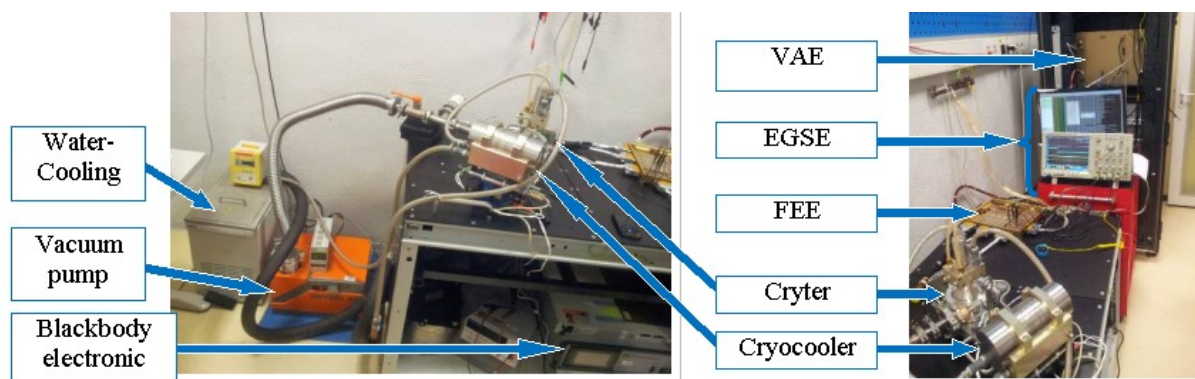 Water-
Cooling
Vacuum
pump
Blackbody
electronic
VAE
EGSE
FEE
Cryter
Cryocooler